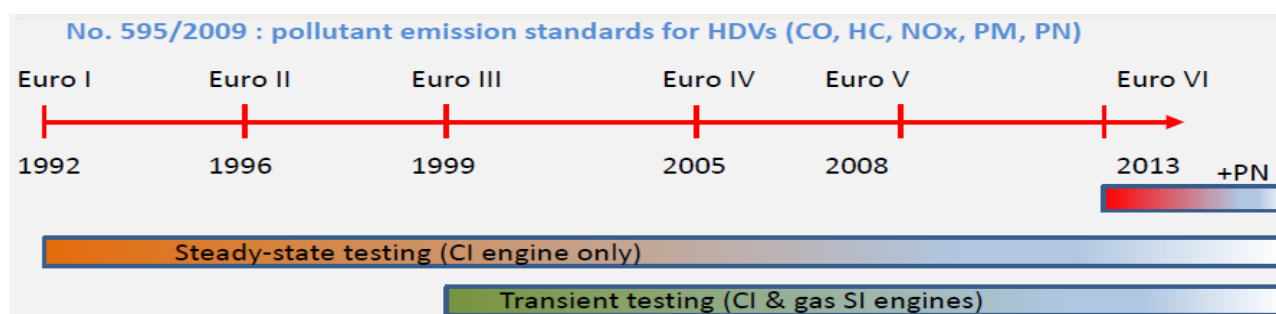 No. 595/2009 : pollutant emission standards for HDVs (CO, HC, NOx, PM, PN)
Euro I Euro II Euro III Euro IV Euro V Euro VI
1992 1996 1999 2005 2008 2013 +PN
Steady-state testing (CI engine only)
Transient testing (CI & gas SI engines)